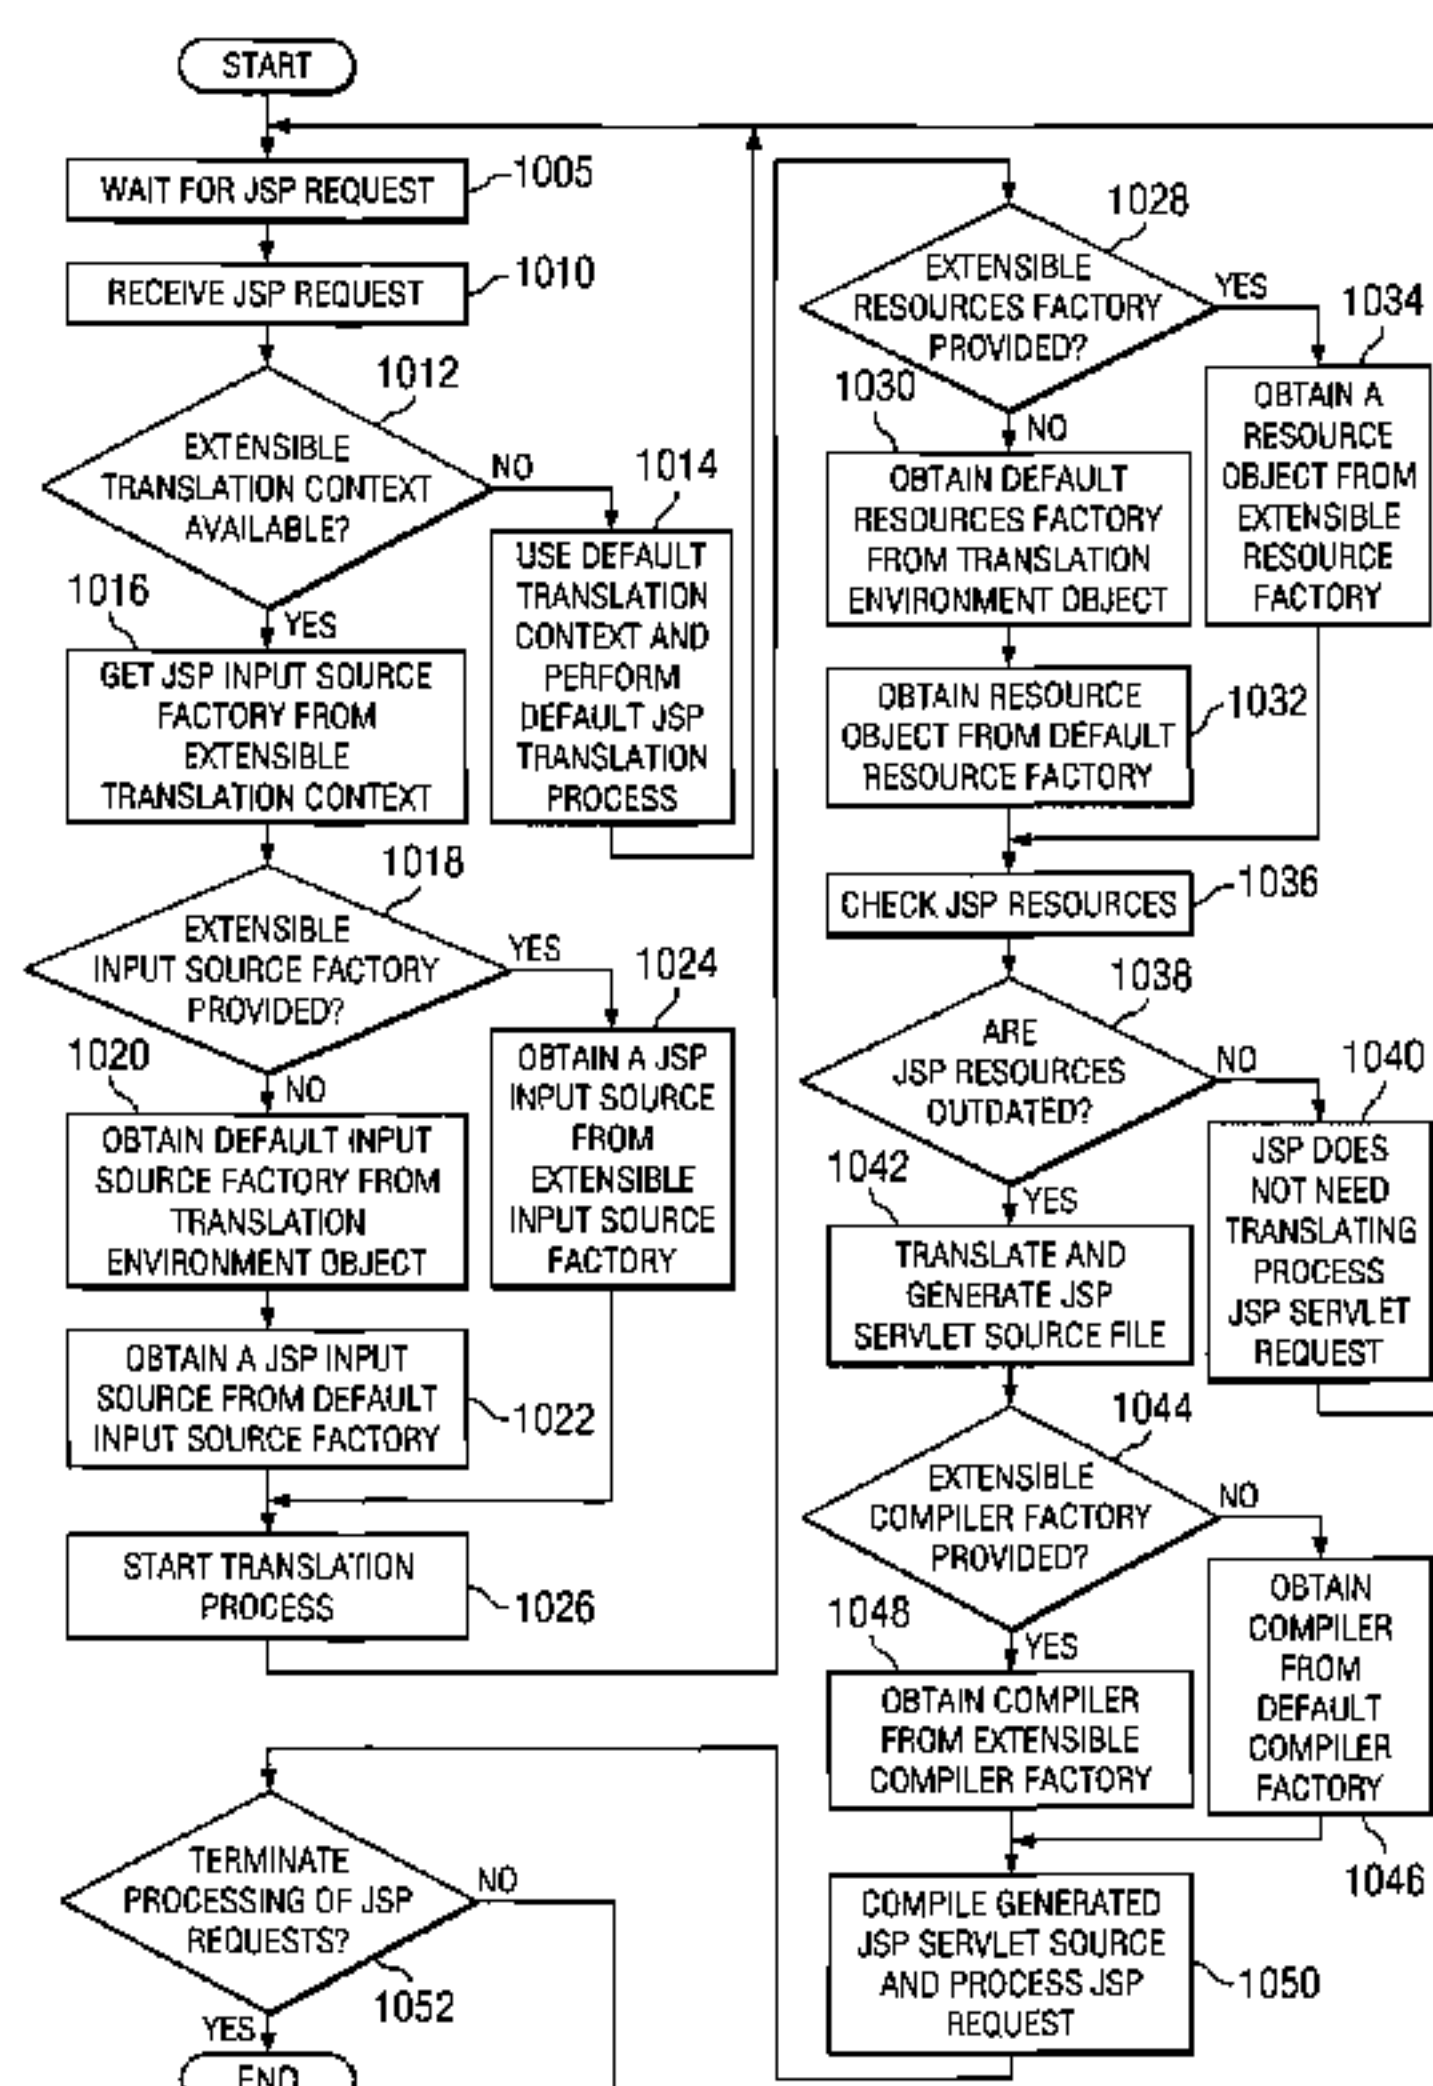 START
WAIT FOR JSP REQUEST
1005
RECEIVE JSP REQUEST
1010
1012
EXTENSIBLE
TRANSLATION CONTEXT
AVAILABLE?
NO
1014
USE DEFAULT
TRANSLATION
CONTEXT AND
PERFORM
DEFAULT JSP
TRANSLATION
PROCESS
YES
1016
GET JSP INPUT SOURCE
FACTORY FROM
EXTENSIBLE
TRANSLATION CONTEXT
1018
EXTENSIBLE
INPUT SOURCE FACTORY
PROVIDED?
YES
1024
OBTAIN A JSP
INPUT SOURCE
FROM
EXTENSIBLE
INPUT SOURCE
FACTORY
NO
1020
OBTAIN DEFAULT INPUT
SOURCE FACTORY FROM
TRANSLATION
ENVIRONMENT OBJECT
OBTAIN A JSP INPUT
SOURCE FROM DEFAULT
INPUT SOURCE FACTORY
1022
START TRANSLATION
PROCESS
1026
1028
EXTENSIBLE
RESOURCES FACTORY
PROVIDED?
YES
1034
OBTAIN A
RESOURCE
OBJECT FROM
EXTENSIBLE
RESOURCE
FACTORY
1030
NO
OBTAIN DEFAULT
RESOURCES FACTORY
FROM TRANSLATION
ENVIRONMENT OBJECT
OBTAIN RESOURCE
OBJECT FROM DEFAULT
RESOURCE FACTORY
1032
CHECK JSP RESOURCES
1036
1038
ARE
JSP RESOURCES
OUTDATED?
NO
1040
JSP DOES
NOT NEED
TRANSLATING
PROCESS
JSP SERVLET
REQUEST
1042
YES
TRANSLATE AND
GENERATE JSP
SERVLET SOURCE FILE
1044
EXTENSIBLE
COMPILER FACTORY
PROVIDED?
NO
OBTAIN
COMPILER
FROM
DEFAULT
COMPILER
FACTORY
1046
1048
YES
OBTAIN COMPILER
FROM EXTENSIBLE
COMPILER FACTORY
COMPILE GENERATED
JSP SERVLET SOURCE
AND PROCESS JSP
REQUEST
1050
TERMINATE
PROCESSING OF JSP
REQUESTS?
NO
1052
YES
END